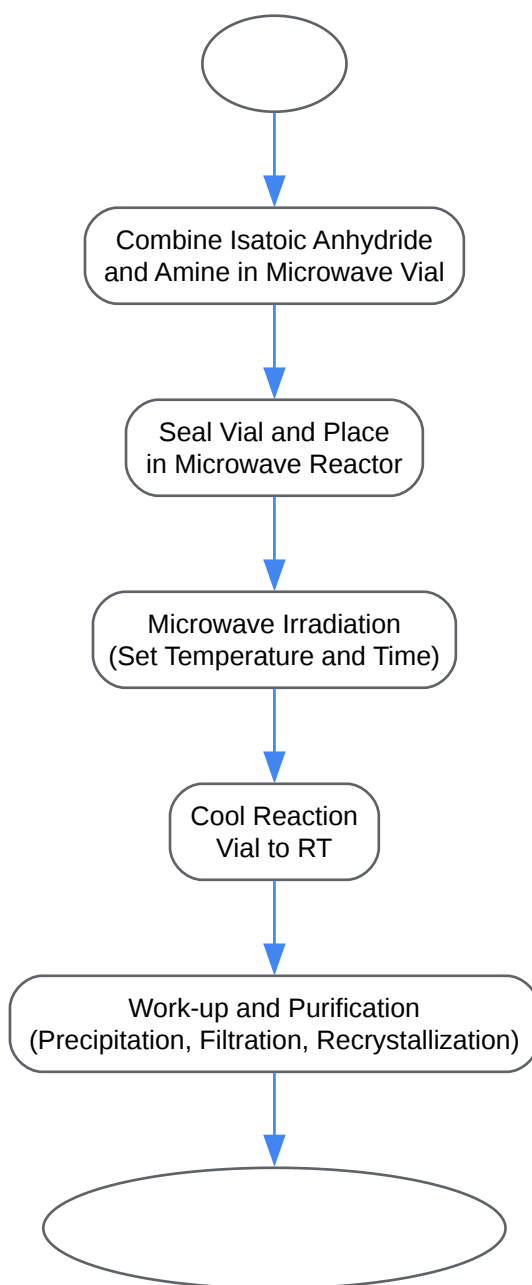 Combine Isatoic Anhydride
and Amine in Microwave Vial
Seal Vial and Place
in Microwave Reactor
Microwave Irradiation
(Set Temperature and Time)
Cool Reaction
Vial to RT
Work-up and Purification
(Precipitation, Filtration, Recrystallization)